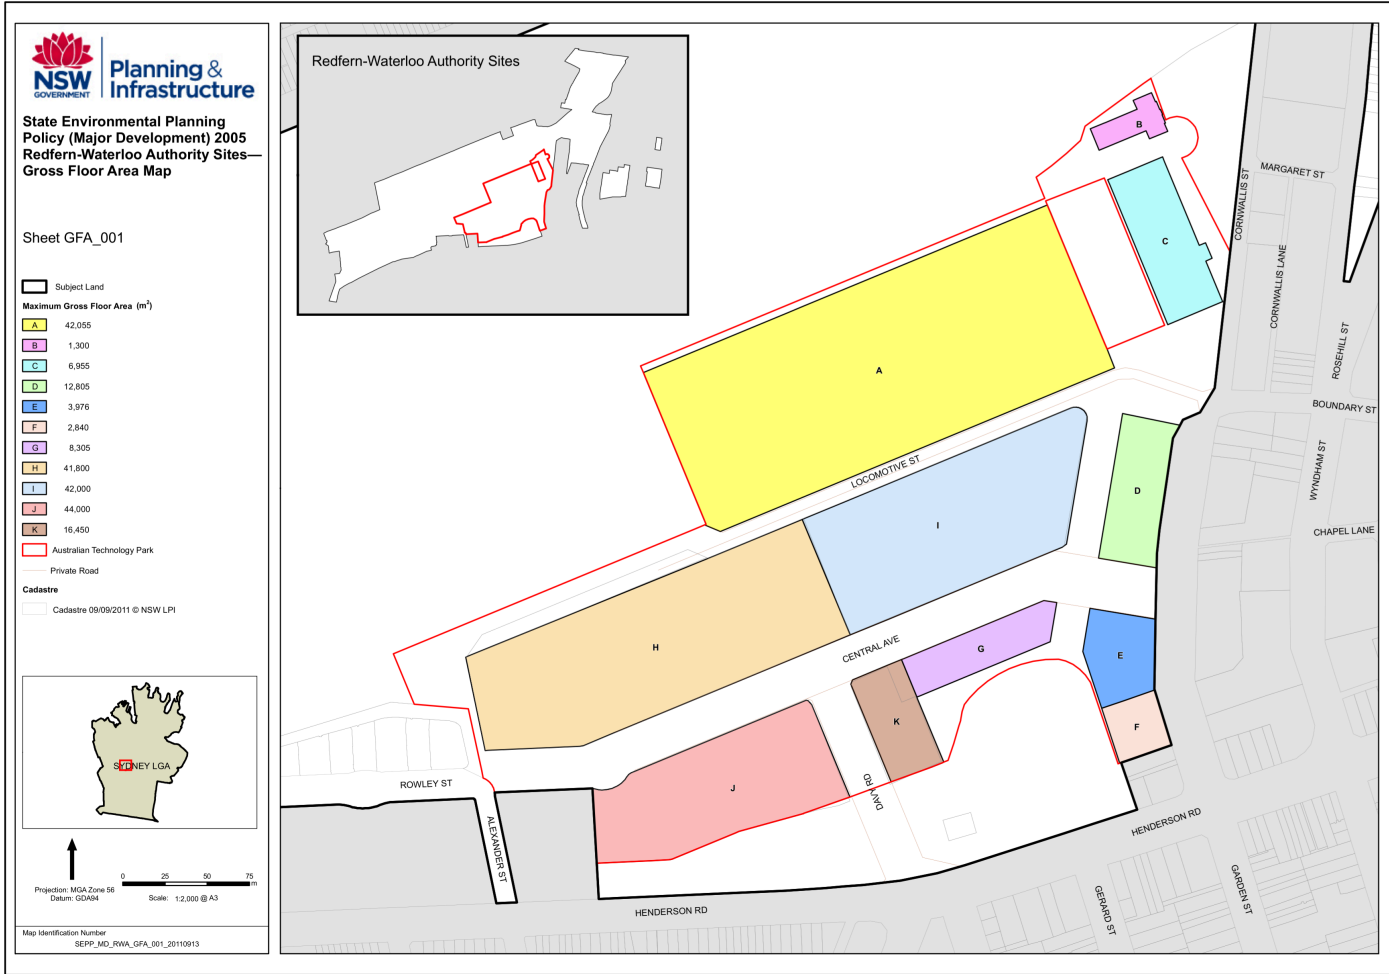 NSW
GOVERNMENT
Planning &
Infrastructure
State Environmental Planning
Policy (Major Development) 2005
Redfern-Waterloo Authority Sites—
Gross Floor Area Map
Sheet GFA_001
Subject Land
Maximum Gross Floor Area (m²)
A 42,055
B 1,300
C 6,955
D 12,805
E 3,976
F 2,840
G 8,305
H 41,800
I 42,000
J 44,000
K 16,450
Australian Technology Park
Private Road
Cadastre
Cadastre 09/09/2011 © NSW LPI
SYDNEY LGA
Projection: MGA Zone 56
Datum: GDA94
0 25 50 75
m
Scale: 1:2,000 @ A3
Map Identification Number
SEPP_MD_RWA_GFA_001_20110913
Redfern-Waterloo Authority Sites
B
MARGARET ST
CORNWALLIS ST
C
CORNWALLIS LANE
ROSEHILL ST
A
BOUNDARY ST
LOCOMOTIVE ST
WYNDHAM ST
D
I
CHAPEL LANE
H
CENTRAL AVE
G
E
K
F
J
ROWLEY ST
DAVY RD
ALEXANDER ST
HENDERSON RD
HENDERSON RD
GERARD ST
GARDEN ST